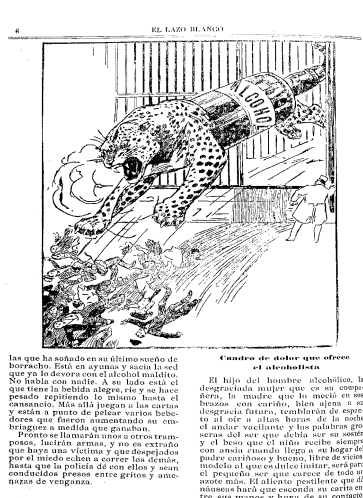 6
EL LAZO BLANCO
ALCOHOL
las que ha soñado en su último sueño de
borracho. Está en ayunas y sacia la sed
que ya lo devora con el alcohol maldito.
No habla con nadie. A su lado está el
que tiene la bebida alegre, ríe y se hace
pesado repitiendo lo mismo hasta el
cansancio. Más allá juegan a las cartas
y están a punto de pelear varios bebe-
dores que fueron aumentando su em-
briaguez a medida que ganaban.
Pronto se llamarán unos a otros tram-
posos, lucirán armas, y no es extraño
que haya una víctima y que despejados
por el miedo echen a correr los demás,
hasta que la policía dé con ellos y sean
conducidos presos entre gritos y ame-
nazas de venganza.
Cuadro de dolor que ofrece
el alcoholista
El hijo del hombre alcohólico, la
desgraciada mujer que es su compa-
ñera, la madre que lo meció en sus
brazos con cariño, bien ajena a su
desgracia futura, temblarán de espan-
to al oír a altas horas de la noche
el andar vacilante y las palabras gro-
seras del ser que debía ser su sostén
y el beso que el niño recibe siempre
con ansia cuando llega a su hogar del
padre cariñoso y bueno, libre de vicios
modelo al que es dulce imitar, será para
el pequeño ser que carece de todo un
azote más. El aliento pestilente que da
náuseas hará que esconda su carita en-
tre sus manos y huya de su contac